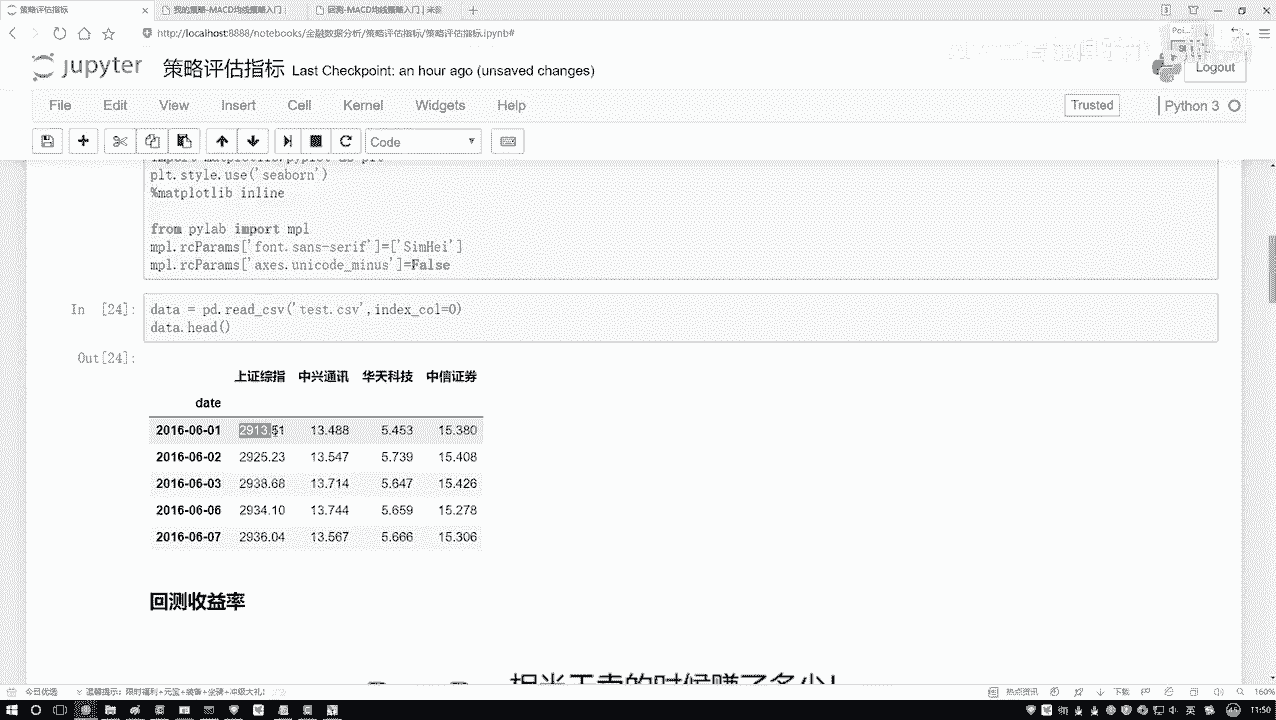 策略评估指标
我的策略-MACD均线策略入门
回测-MACD均线策略入门 | 米筐
http://localhost:8888/notebooks/金融数据分析/策略评估指标/策略评估指标.ipynb#
jupyter 策略评估指标 Last Checkpoint: an hour ago (unsaved changes)
Logout
File Edit View Insert Cell Kernel Widgets Help
Trusted
Python 3
Code
plt.style.use('seaborn')
%matplotlib inline
from pylab import mpl
mpl.rcParams['font.sans-serif']=['SimHei']
mpl.rcParams['axes.unicode_minus']=False
In [24]:
data = pd.read_csv('test.csv',index_col=0)
data.head()
Out[24]:
上证综指 中兴通讯 华天科技 中信证券
date
2016-06-01 2913.51 13.488 5.453 15.380
2016-06-02 2925.23 13.547 5.739 15.408
2016-06-03 2938.68 13.714 5.647 15.426
2016-06-06 2934.10 13.744 5.659 15.278
2016-06-07 2936.04 13.567 5.666 15.306
回测收益率
今日优选
温馨提示：限时福利+元宝+装备+坐骑+冲级大礼！
热点资讯
下载
160%
英
11:50